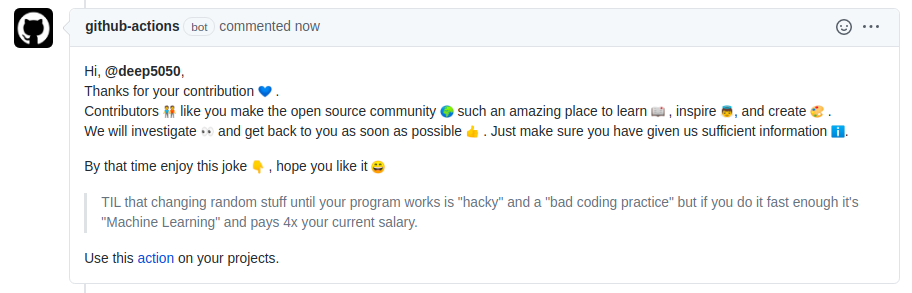 github-actions bot commented now
Hi, @deep5050,
Thanks for your contribution 💙 .
Contributors 👫 like you make the open source community 🌍 such an amazing place to learn 📖 , inspire 👼, and create 🎨 .
We will investigate 👀 and get back to you as soon as possible 👍 . Just make sure you have given us sufficient information ℹ️.
By that time enjoy this joke 👇 , hope you like it 😄
TIL that changing random stuff until your program works is "hacky" and a "bad coding practice" but if you do it fast enough it's
"Machine Learning" and pays 4x your current salary.
Use this action on your projects.